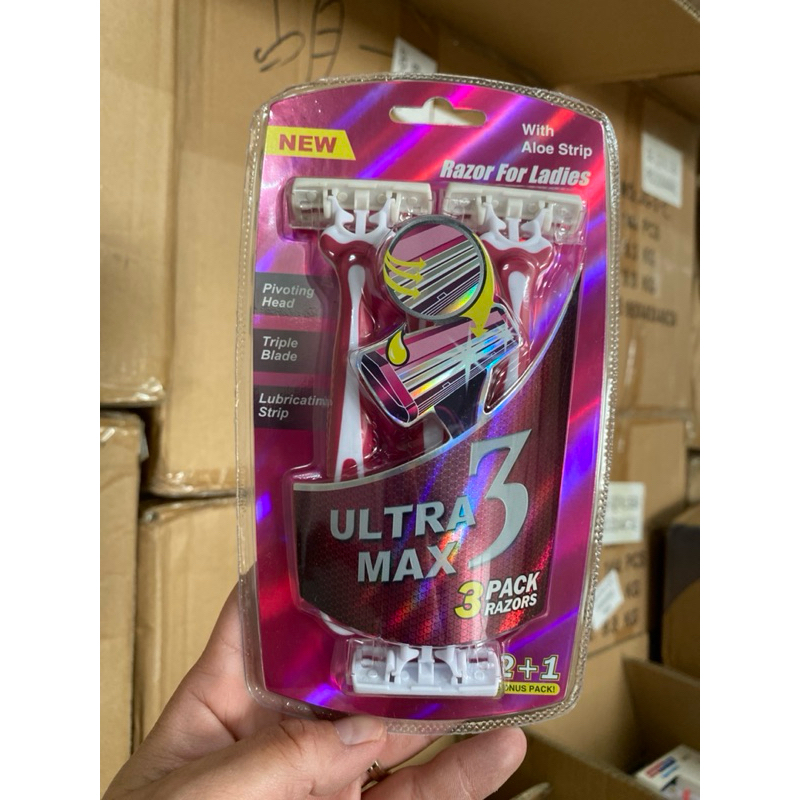 NEW
With
Aloe Strip
Razor For Ladies
Pivoting
Head
Triple
Blade
Lubricating
Strip
ULTRA
MAX 3
3 PACK
RAZORS
2+1
BONUS PACK!